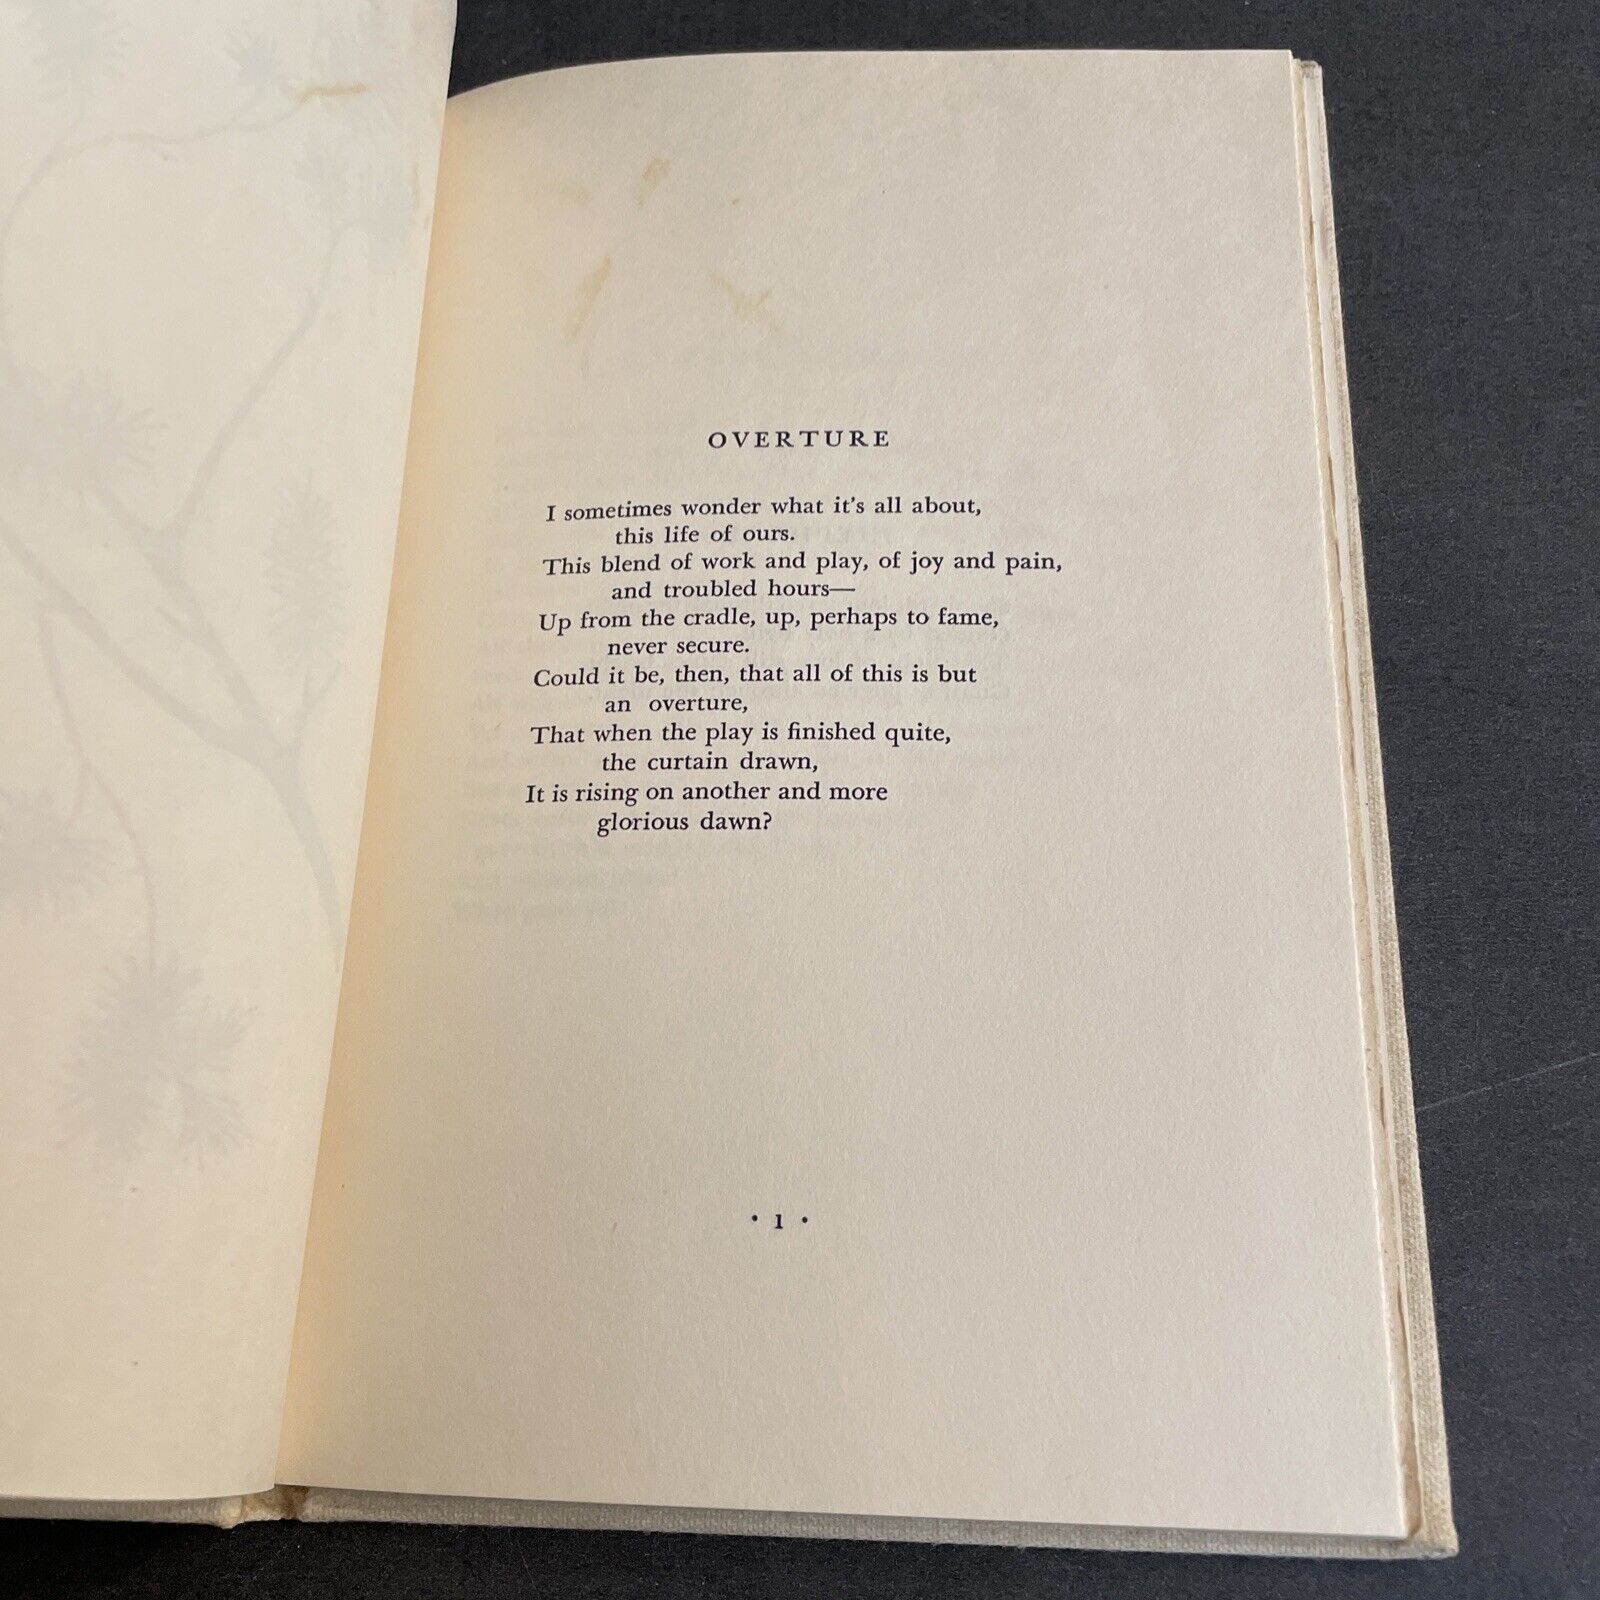 OVERTURE
I sometimes wonder what it's all about,
this life of ours.
This blend of work and play, of joy and pain,
and troubled hours—
Up from the cradle, up, perhaps to fame,
never secure.
Could it be, then, that all of this is but
an overture,
That when the play is finished quite,
the curtain drawn,
It is rising on another and more
glorious dawn?
• 1 •